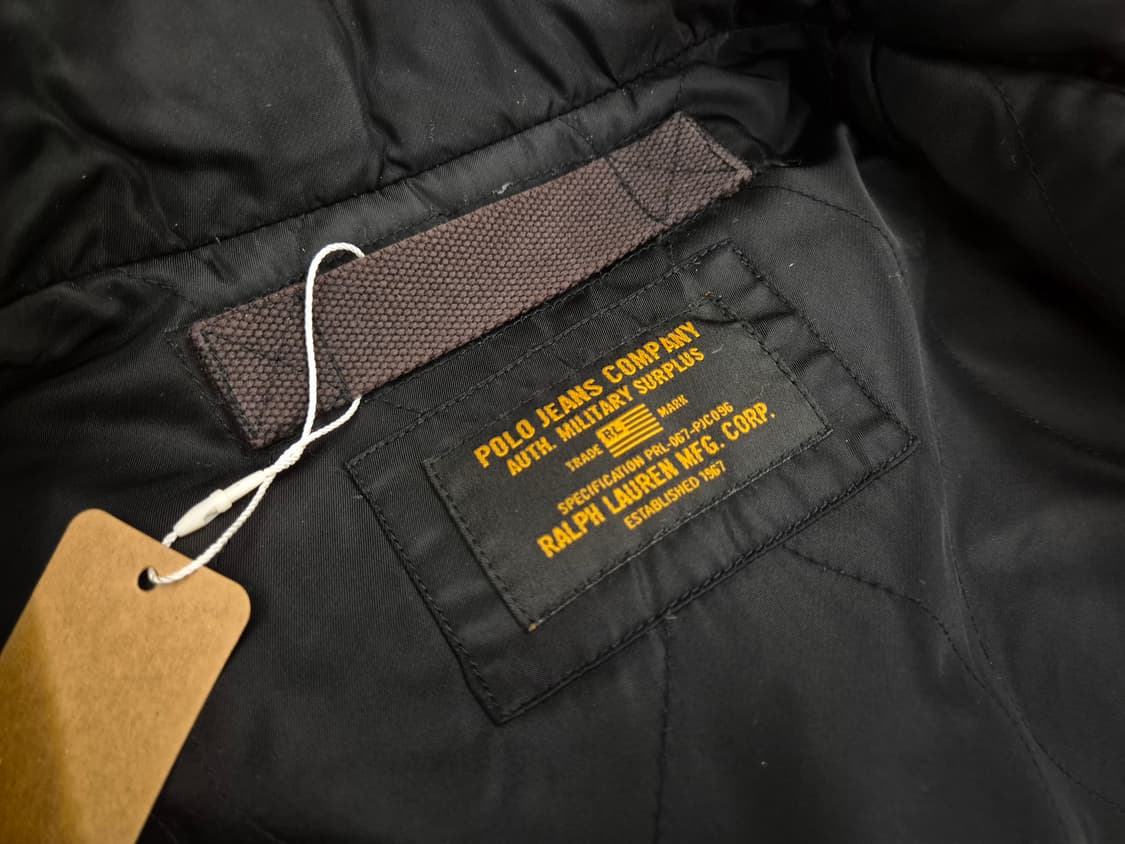 POLO JEANS COMPANY
AUTH. MILITARY SURPLUS
TRADE RL MARK
SPECIFICATION PRL-067-PJC096
RALPH LAUREN MFG. CORP.
ESTABLISHED 1967